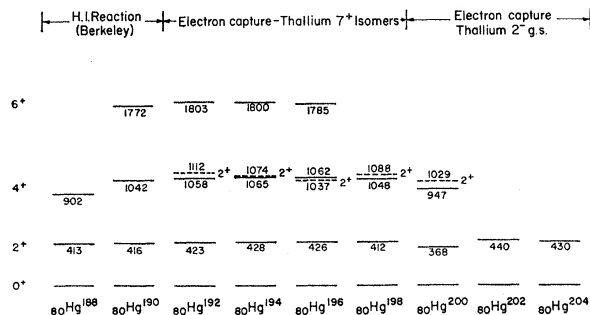 H.I. Reaction (Berkeley)
Electron capture-Thallium 7⁺ Isomers
Electron capture Thallium 2⁻ g.s.
6⁺
1772
1803
1800
1785
1112
2⁺
1074
2⁺
1062
1088
2⁺
1029
4⁺
902
1042
1058
1065
1037
2⁺
1048
947
2⁺
2⁺
413
416
423
428
426
412
368
440
430
0⁺
₈₀Hg¹⁸⁸
₈₀Hg¹⁹⁰
₈₀Hg¹⁹²
₈₀Hg¹⁹⁴
₈₀Hg¹⁹⁶
₈₀Hg¹⁹⁸
₈₀Hg²⁰⁰
₈₀Hg²⁰²
₈₀Hg²⁰⁴